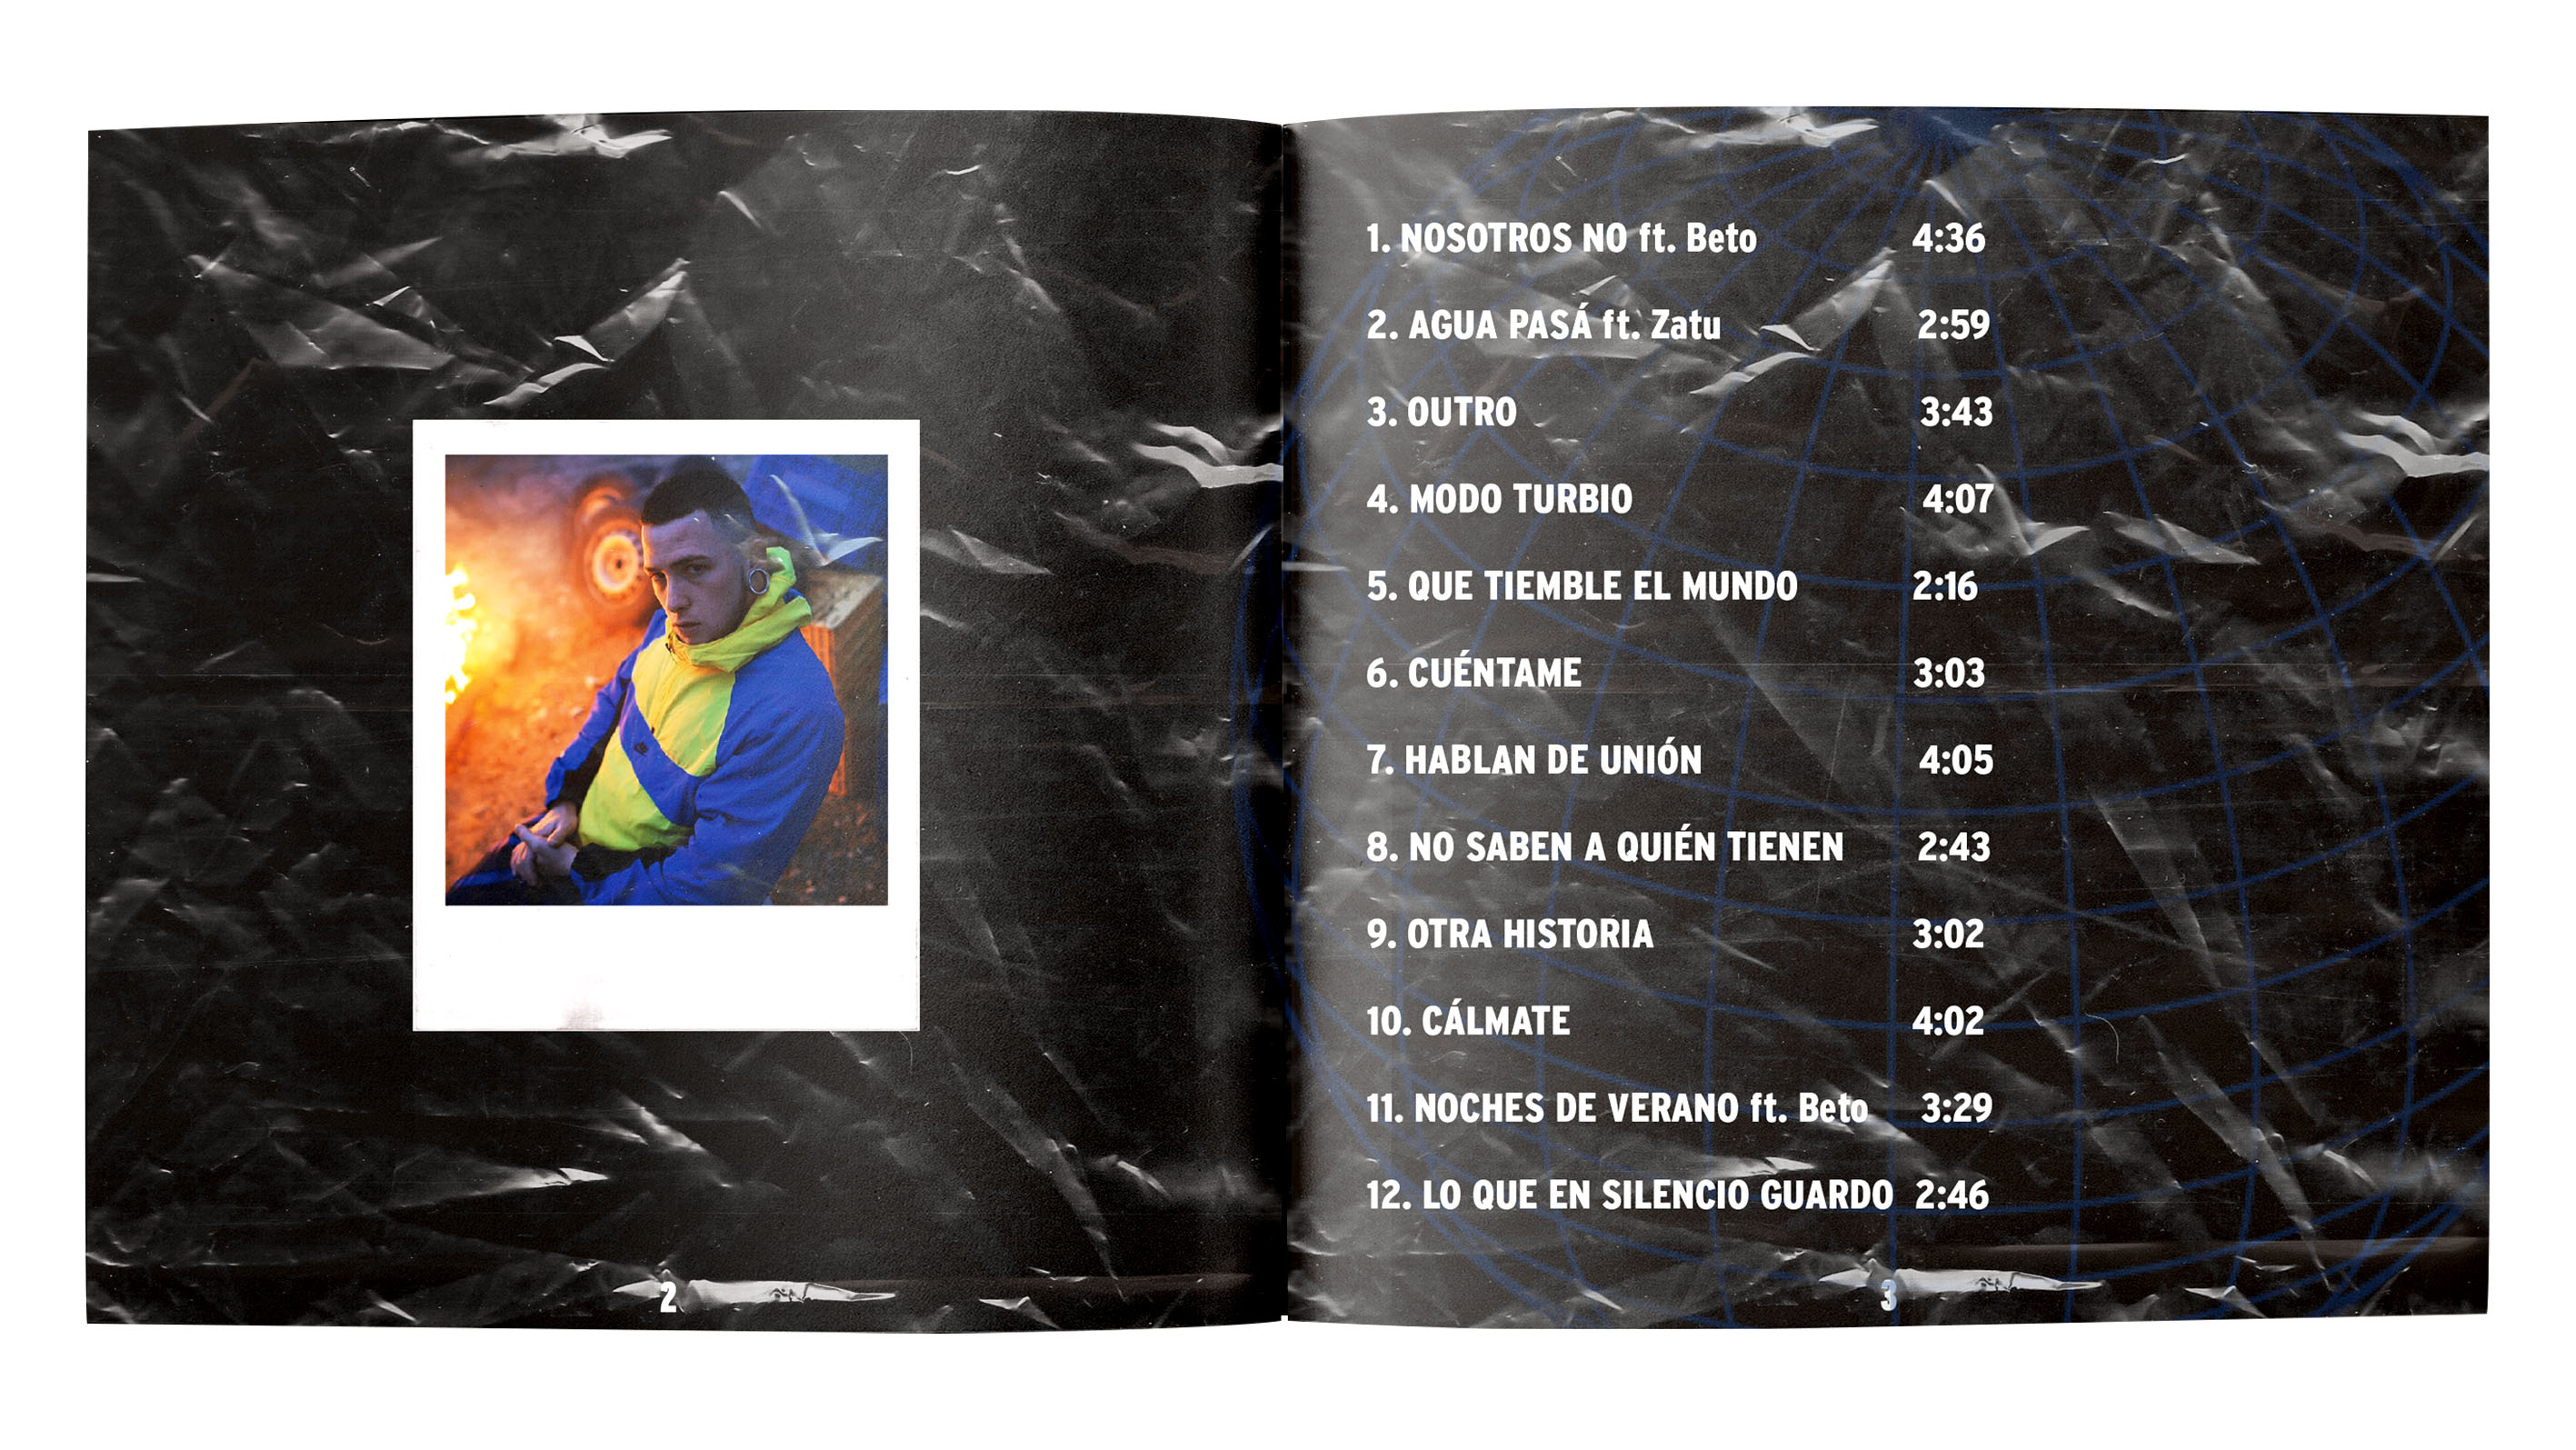 1. NOSOTROS NO ft. Beto 4:36
2. AGUA PASÁ ft. Zatu 2:59
3. OUTRO 3:43
4. MODO TURBIO 4:07
5. QUE TIEMBLE EL MUNDO 2:16
6. CUÉNTAME 3:03
7. HABLAN DE UNIÓN 4:05
8. NO SABEN A QUIÉN TIENEN 2:43
9. OTRA HISTORIA 3:02
10. CÁLMATE 4:02
11. NOCHES DE VERANO ft. Beto 3:29
12. LO QUE EN SILENCIO GUARDO 2:46
2
3